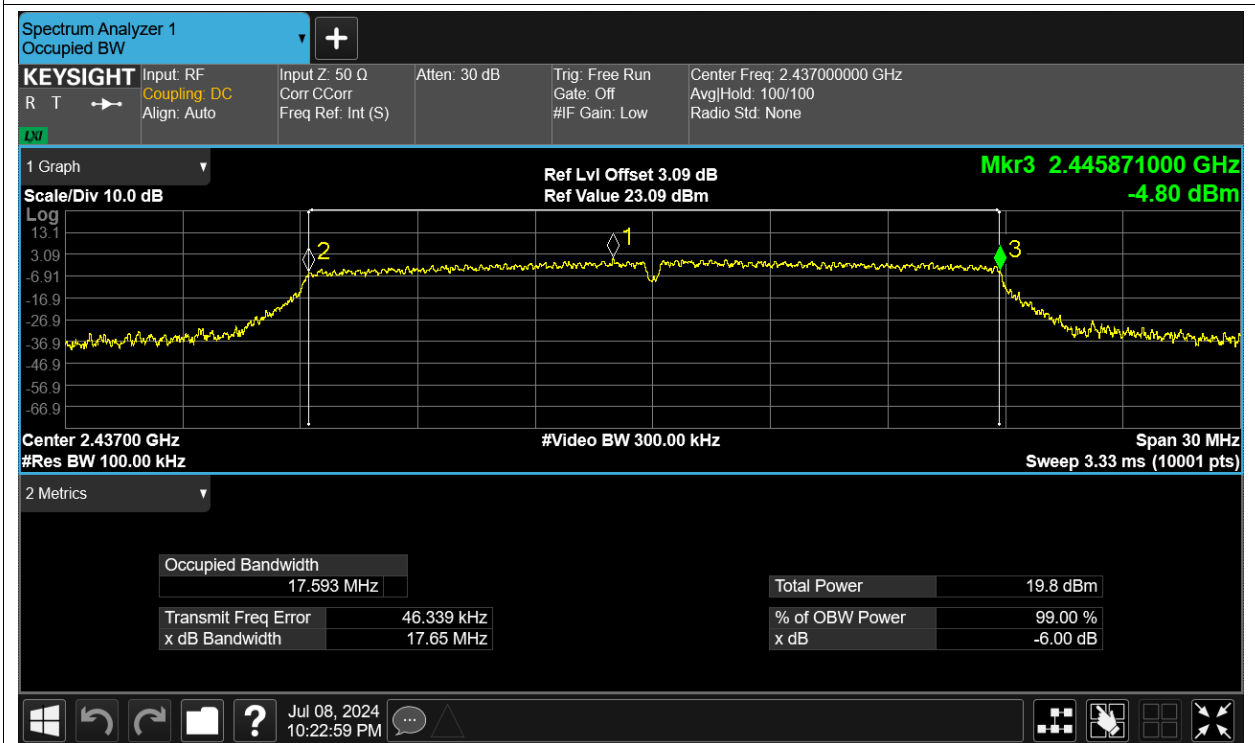 Spectrum Analyzer 1
Occupied BW
KEYSIGHT
R T
LXI
Input: RF
Coupling: DC
Align: Auto
Input Z: 50 Ω
Corr CCorr
Freq Ref: Int (S)
Atten: 30 dB
Trig: Free Run
Gate: Off
#IF Gain: Low
Center Freq: 2.437000000 GHz
Avg|Hold: 100/100
Radio Std: None
1 Graph
Scale/Div 10.0 dB
Ref Lvl Offset 3.09 dB
Ref Value 23.09 dBm
Mkr3 2.445871000 GHz
-4.80 dBm
Log
13.1
3.09
-6.91
-16.9
-26.9
-36.9
-46.9
-56.9
-66.9
2
1
3
Center 2.43700 GHz
#Res BW 100.00 kHz
#Video BW 300.00 kHz
Span 30 MHz
Sweep 3.33 ms (10001 pts)
2 Metrics
Occupied Bandwidth
17.593 MHz
Transmit Freq Error 46.339 kHz
x dB Bandwidth 17.65 MHz
Total Power 19.8 dBm
% of OBW Power 99.00 %
x dB -6.00 dB
?
Jul 08, 2024
10:22:59 PM